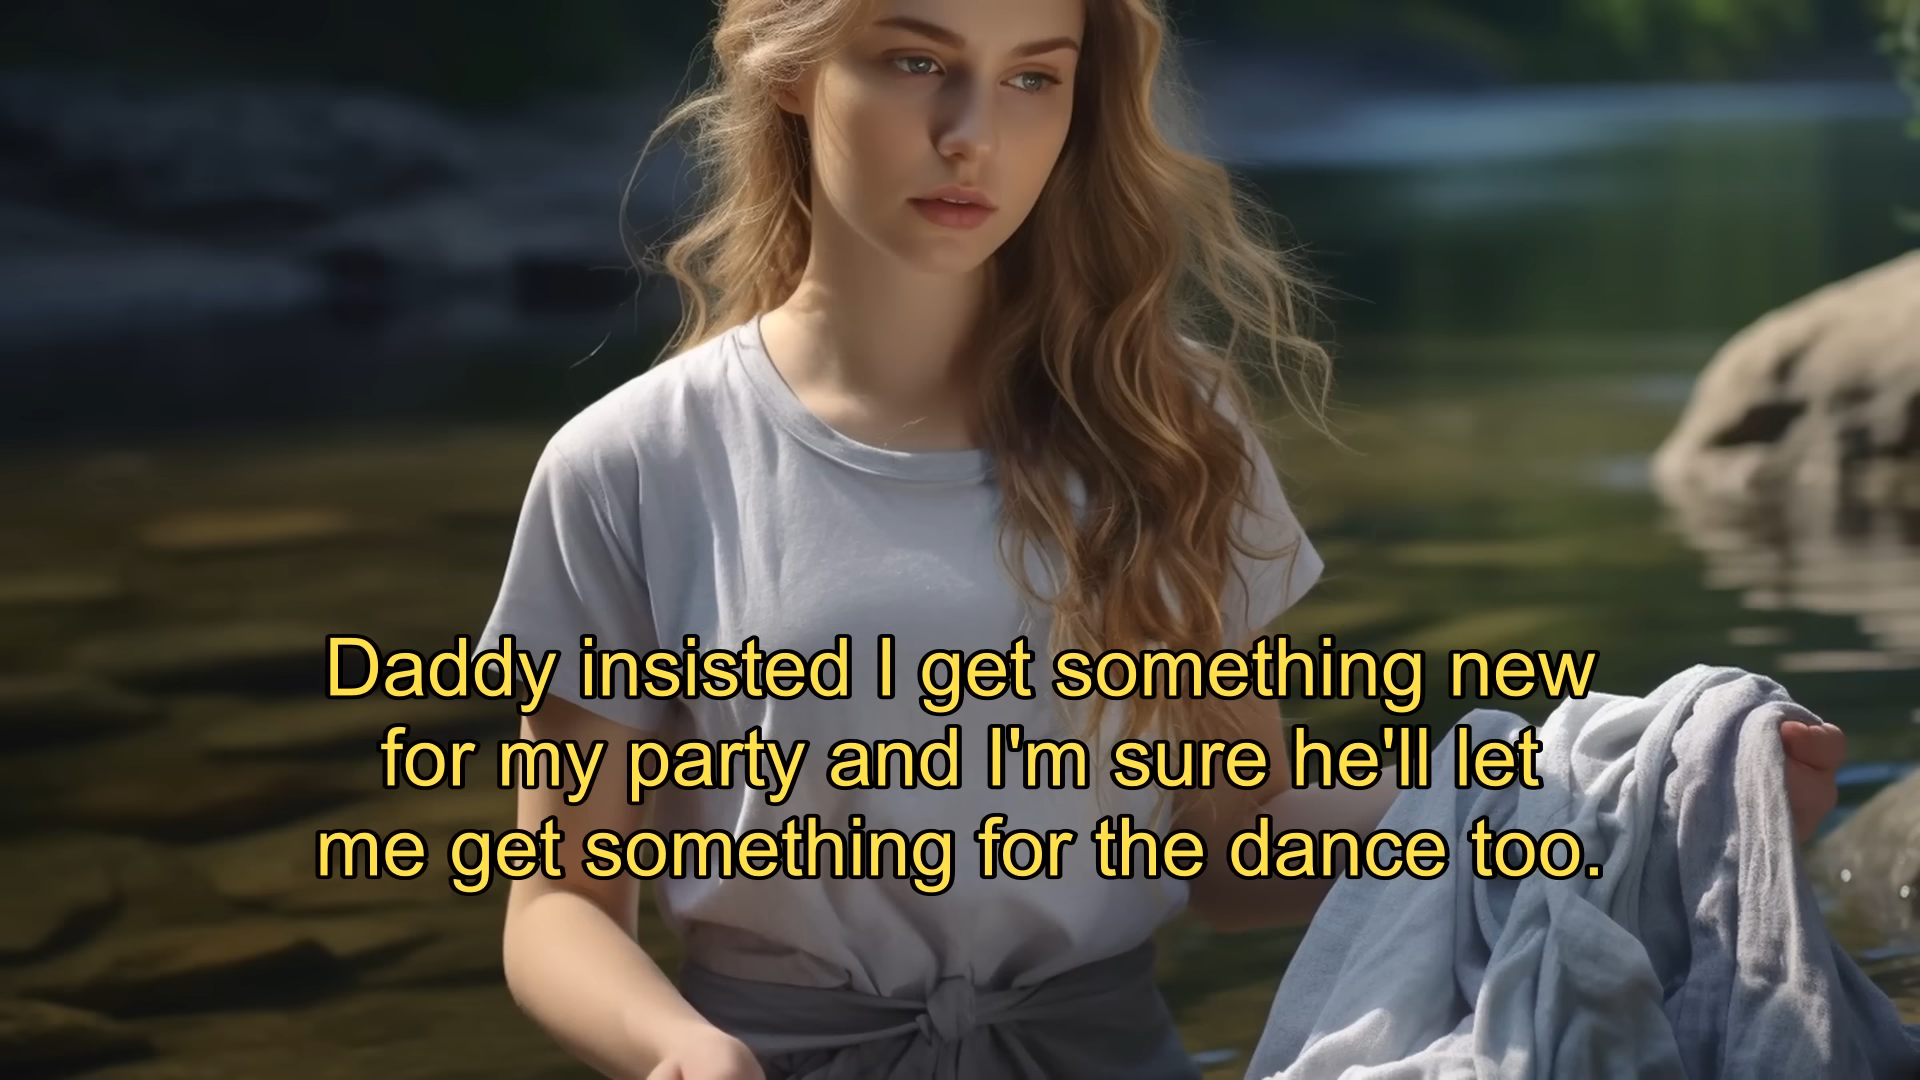 Daddy insisted I get something new
for my party and I'm sure he'll let
me get something for the dance too.